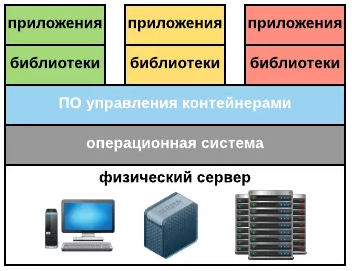 приложения приложения приложения
библиотеки библиотеки библиотеки
ПО управления контейнерами
операционная система
физический сервер